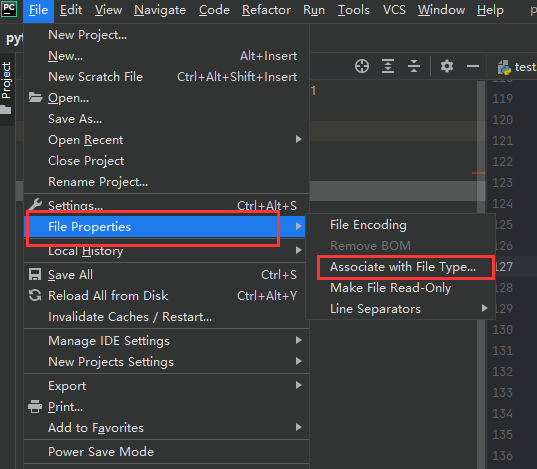 PC File Edit View Navigate Code Refactor Run Tools VCS Window Help
pyt
Project
New Project...
New... Alt+Insert
New Scratch File Ctrl+Alt+Shift+Insert
Open...
Save As...
Open Recent
Close Project
Rename Project...
Settings... Ctrl+Alt+S
File Properties
Local History
Save All Ctrl+S
Reload All from Disk Ctrl+Alt+Y
Invalidate Caches / Restart...
Manage IDE Settings
New Projects Settings
Export
Print...
Add to Favorites
Power Save Mode
1
File Encoding
Remove BOM
Associate with File Type...
Make File Read-Only
Line Separators
test
119
120
121
122
123
124
125
126
127
128
129
130
131
132
133
134
135
136